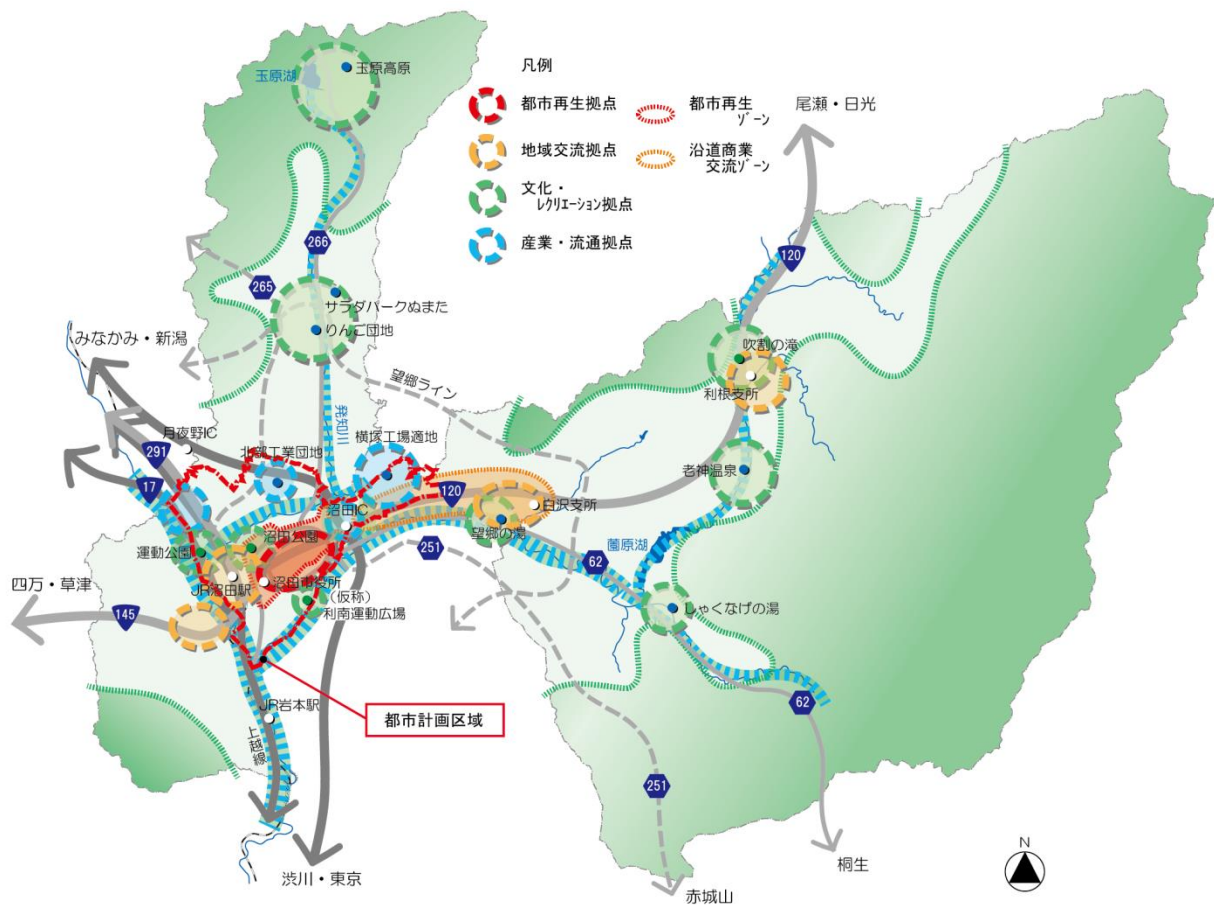 凡例
都市再生拠点
都市再生
ゾーン
地域交流拠点
沿道商業
交流ゾーン
文化・
レクリエーション拠点
産業・流通拠点
玉原湖
玉原高原
尾瀬・日光
266
120
265
サラダパークぬまた
りんご団地
みなかみ・新潟
吹割の滝
望郷ライン
利根支所
発知川
月夜野IC
横塚工場適地
北部工業団地
291
老神温泉
17
120
白沢支所
沼田IC
望郷の湯
沼田公園
251
薗原湖
運動公園
62
四万・草津
JR沼田駅
沼田市役所
(仮称)
利南運動広場
しゃくなげの湯
145
JR岩本駅
62
都市計画区域
上越線
251
桐生
渋川・東京
赤城山
N